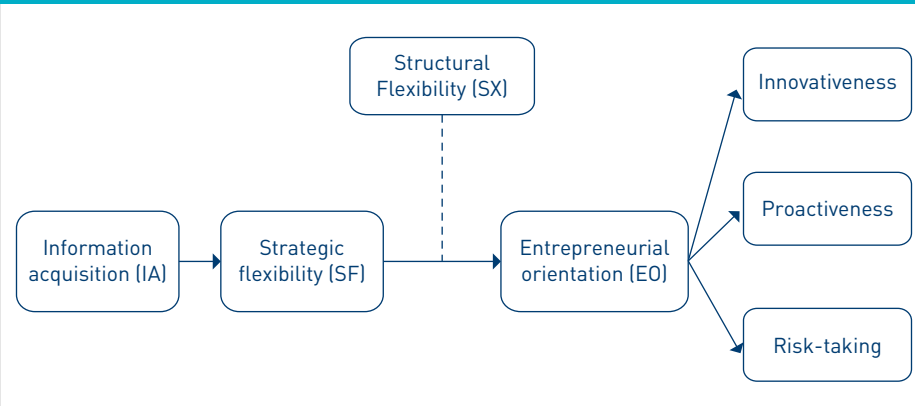 Structural
Flexibility (SX)
Innovativeness
Proactiveness
Information
acquisition (IA)
Strategic
flexibility (SF)
Entrepreneurial
orientation (EO)
Risk-taking